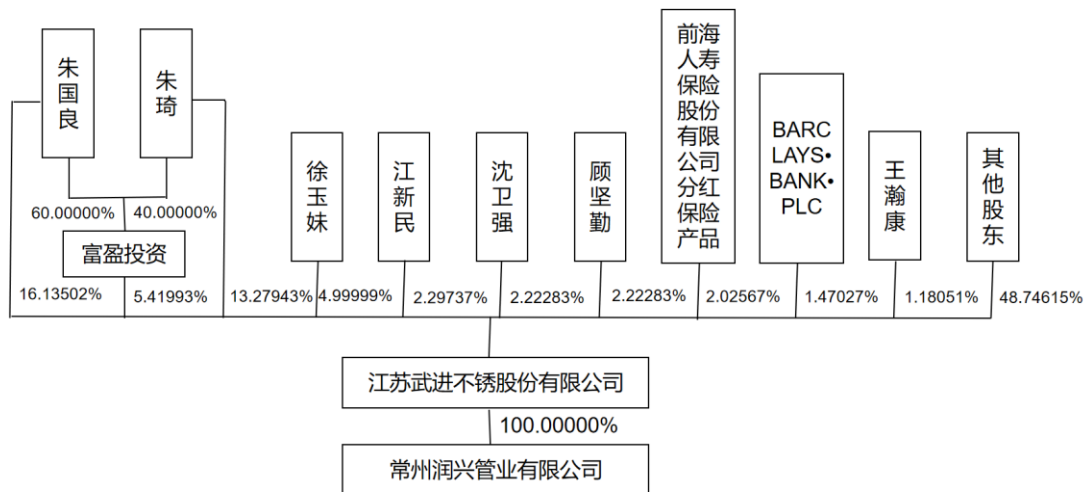 朱国良
朱琦
徐玉妹
江新民
沈卫强
顾坚勤
前海人寿保险股份有限公司分红保险产品
BARC
LAYS•
BANK•
PLC
王瀚康
其他股东
60.00000%
40.00000%
富盈投资
16.13502%
5.41993%
13.27943%
4.99999%
2.29737%
2.22283%
2.22283%
2.02567%
1.47027%
1.18051%
48.74615%
江苏武进不锈股份有限公司
100.00000%
常州润兴管业有限公司